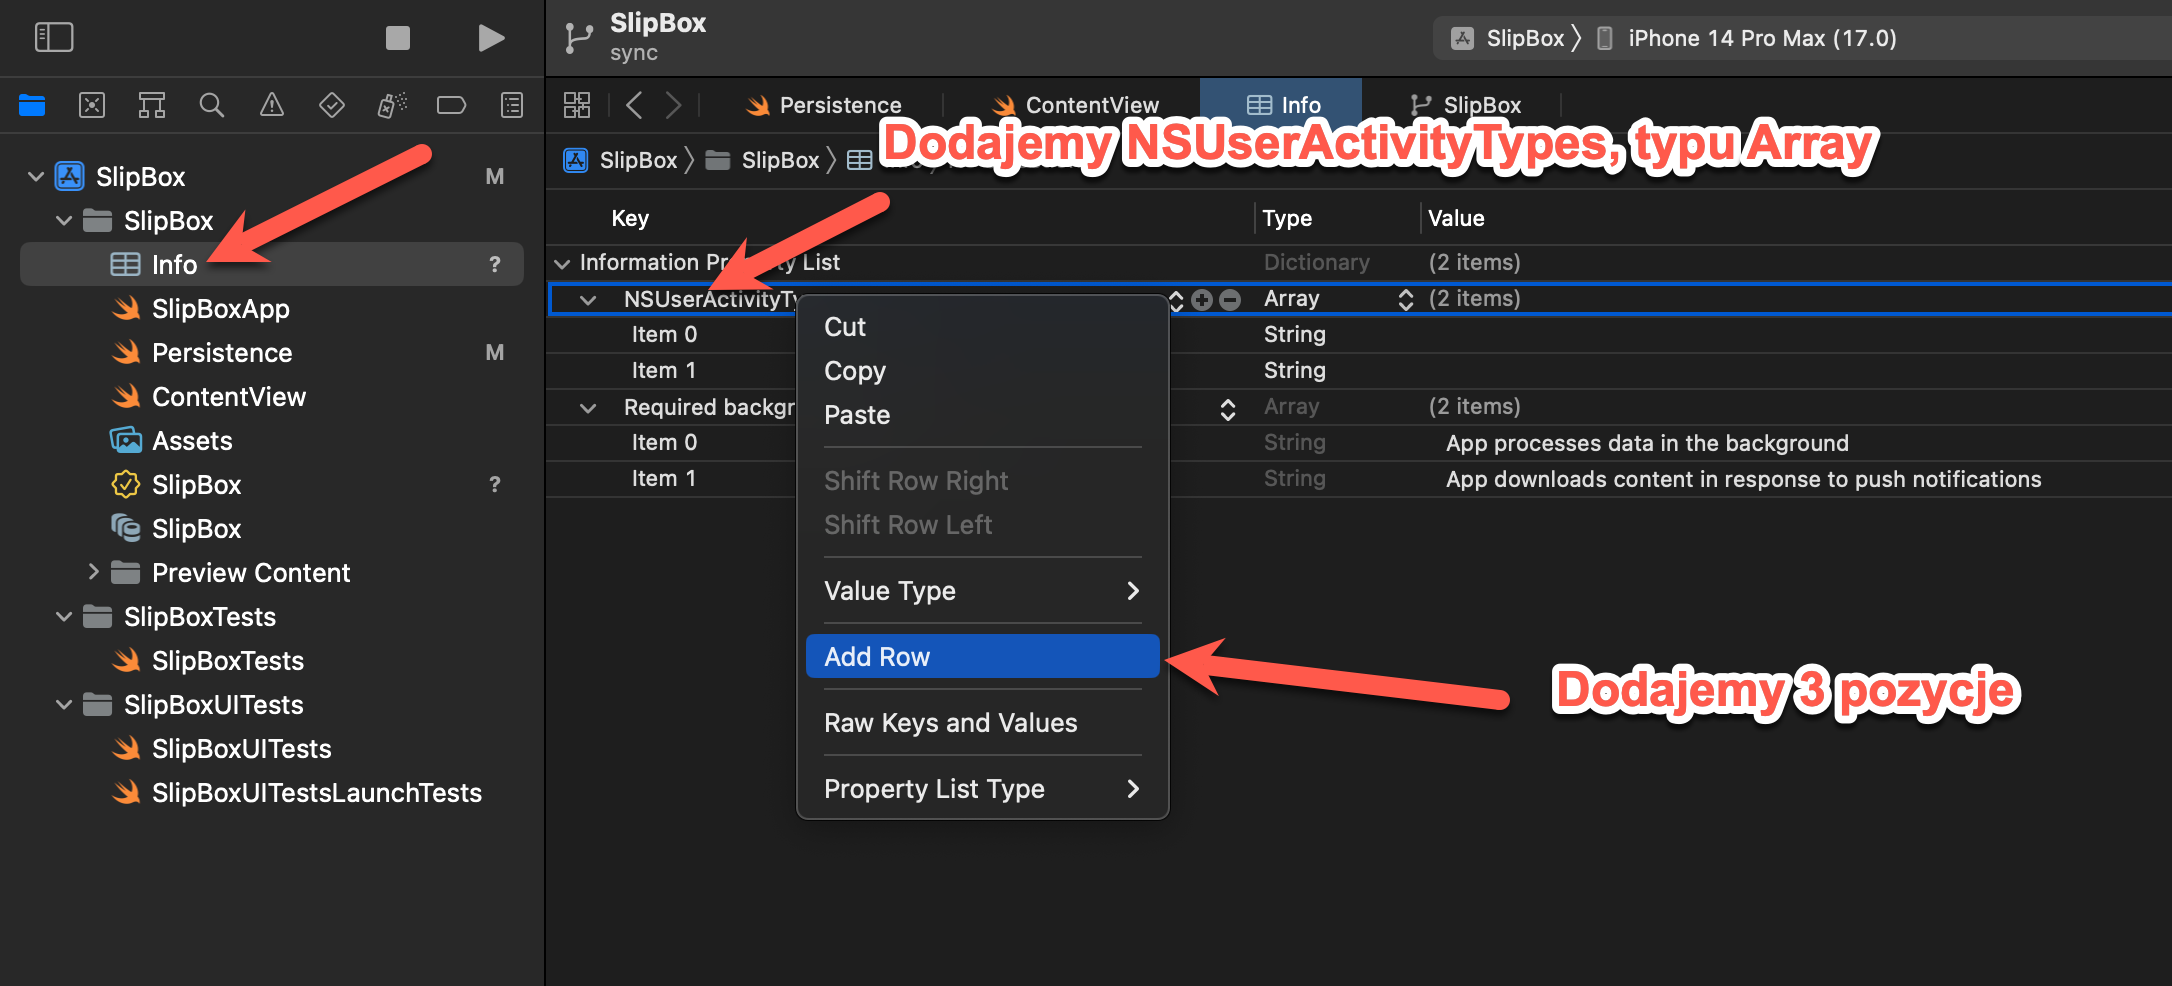 SlipBox
sync
SlipBox
iPhone 14 Pro Max (17.0)
Persistence
ContentView
Info
SlipBox
SlipBox
SlipBox
Dodajemy NSUserActivityTypes, typu Array
SlipBox M
SlipBox
Info ?
SlipBoxApp
Persistence M
ContentView
Assets
SlipBox ?
SlipBox
Preview Content
SlipBoxTests
SlipBoxTests
SlipBoxUITests
SlipBoxUITests
SlipBoxUITestsLaunchTests
Key Type Value
Information List Dictionary (2 items)
NSUserActivityTy Array (2 items)
Item 0 String
Item 1 String
Required backgr Array (2 items)
Item 0 String App processes data in the background
Item 1 String App downloads content in response to push notifications
Cut
Copy
Paste
Shift Row Right
Shift Row Left
Value Type
Add Row
Raw Keys and Values
Property List Type
Dodajemy 3 pozycje